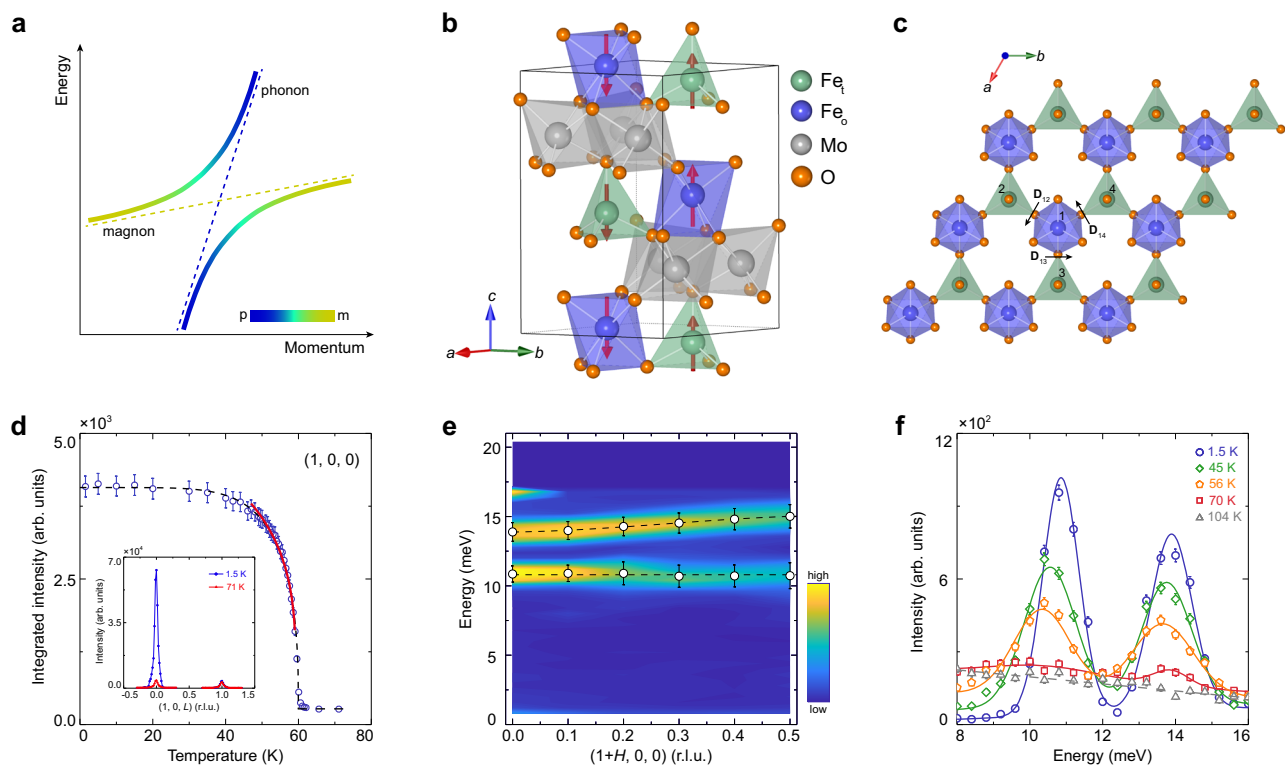 a
Energy
phonon
magnon
p m
Momentum
b
Fe_t
Fe_o
Mo
O
c
a
b
c
b
a
2
4
D_12
1
D_14
D_13
3
d
×10^3
5.0
2.5
0.0
Integrated intensity (arb. units)
(1, 0, 0)
×10^4
7.0
3.5
0.0
Intensity (arb. units)
1.5 K
71 K
−0.5 0.0 0.5 1.0 1.5
(1, 0, L) (r.l.u.)
0 20 40 60 80
Temperature (K)
e
20
15
10
5
0
Energy (meV)
high
low
0.0 0.1 0.2 0.3 0.4 0.5
(1+H, 0, 0) (r.l.u.)
f
×10^2
12
6
0
Intensity (arb. units)
1.5 K
45 K
56 K
70 K
104 K
8 10 12 14 16
Energy (meV)